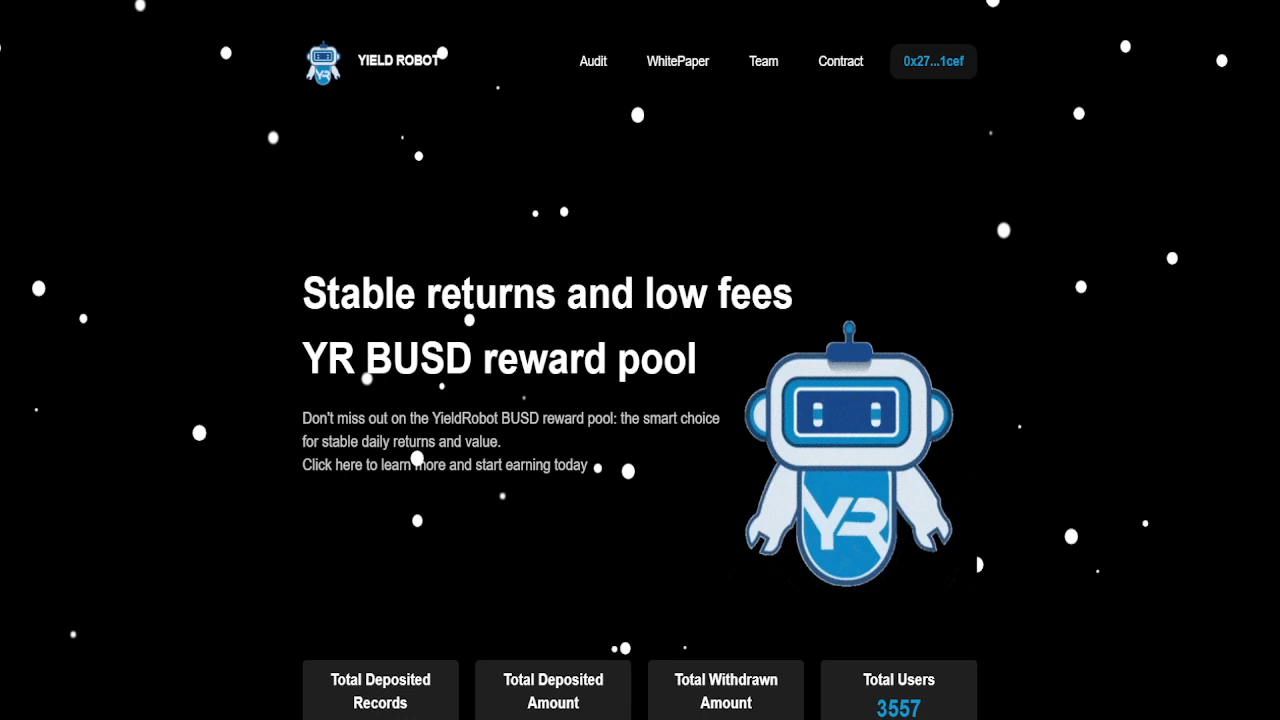 YIELD ROBOT
Audit
WhitePaper
Team
Contract
0x27...1cef
Stable returns and low fees
YR BUSD reward pool
Don't miss out on the YieldRobot BUSD reward pool: the smart choice
for stable daily returns and value.
Click here to learn more and start earning today
YR
YR
Total Deposited
Records
Total Deposited
Amount
Total Withdrawn
Amount
Total Users
3557